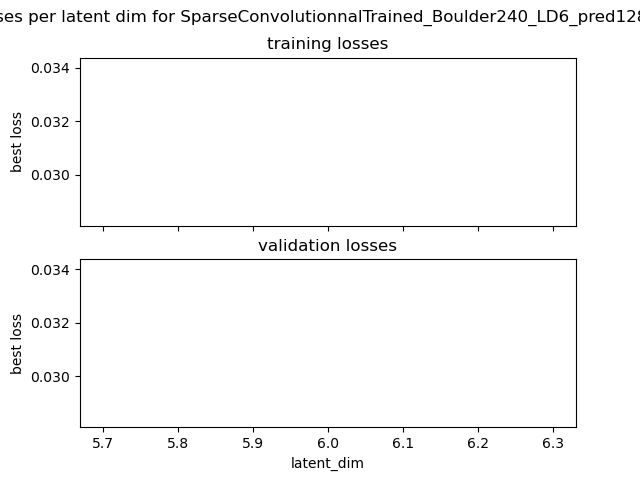 ses per latent dim for SparseConvolutionnalTrained_Boulder240_LD6_pred128
training losses
0.034
0.032
0.030
best loss
validation losses
0.034
0.032
0.030
best loss
5.7 5.8 5.9 6.0 6.1 6.2 6.3
latent_dim